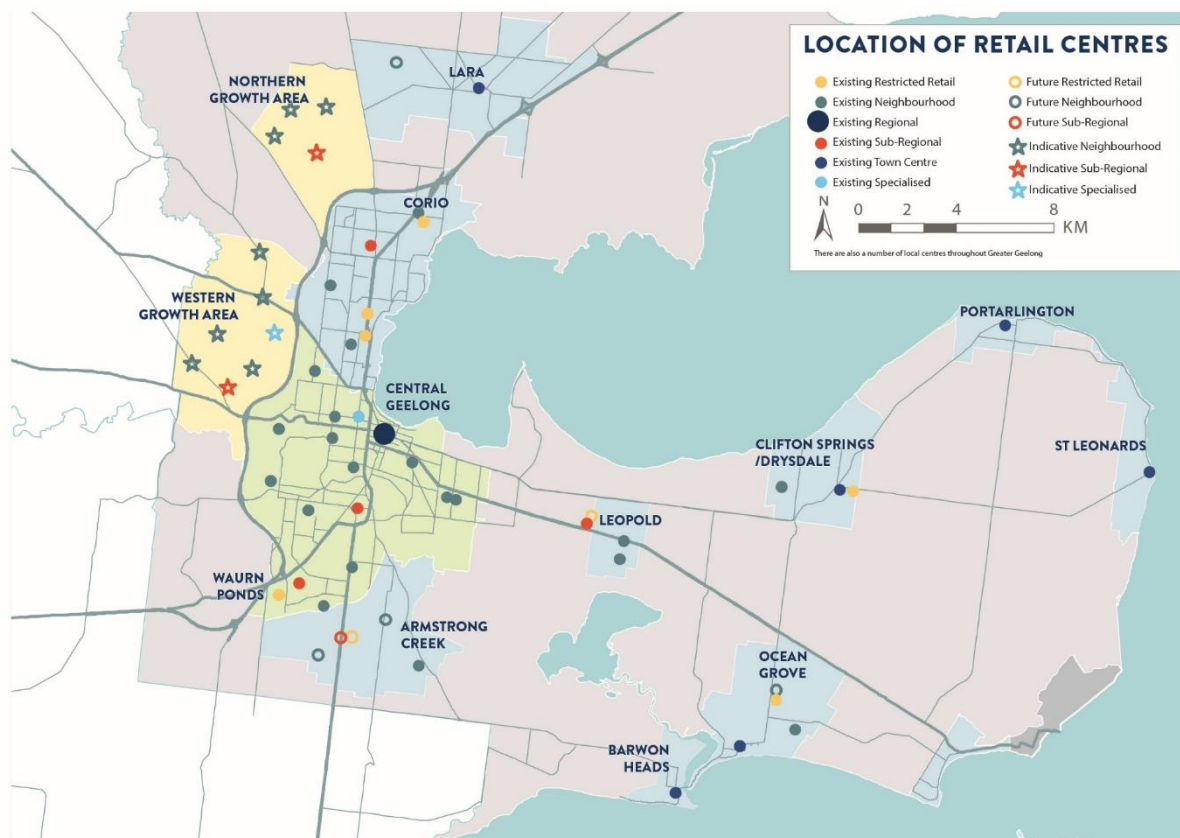 LOCATION OF RETAIL CENTRES
Existing Restricted Retail
Existing Neighbourhood
Existing Regional
Existing Sub-Regional
Existing Town Centre
Existing Specialised
Future Restricted Retail
Future Neighbourhood
Future Sub-Regional
Indicative Neighbourhood
Indicative Sub-Regional
Indicative Specialised
N
0 2 4 8
KM
There are also a number of local centres throughout Greater Geelong
NORTHERN
GROWTH AREA
LARA
CORIO
WESTERN
GROWTH AREA
CENTRAL
GEELONG
PORTARLINGTON
CLIFTON SPRINGS
/DRYSDALE
ST LEONARDS
LEOPOLD
WAURN
PONDS
ARMSTRONG
CREEK
OCEAN
GROVE
BARWON
HEADS